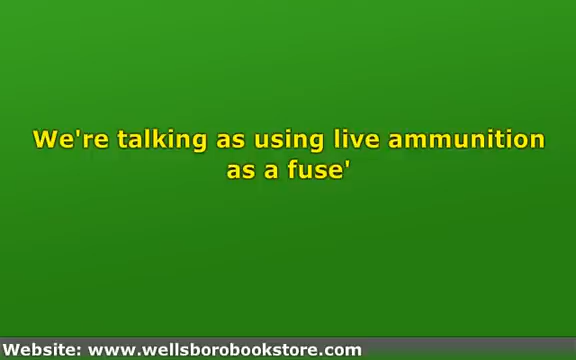 We're talking as using live ammunition
as a fuse'
Website: www.wellsborobookstore.com